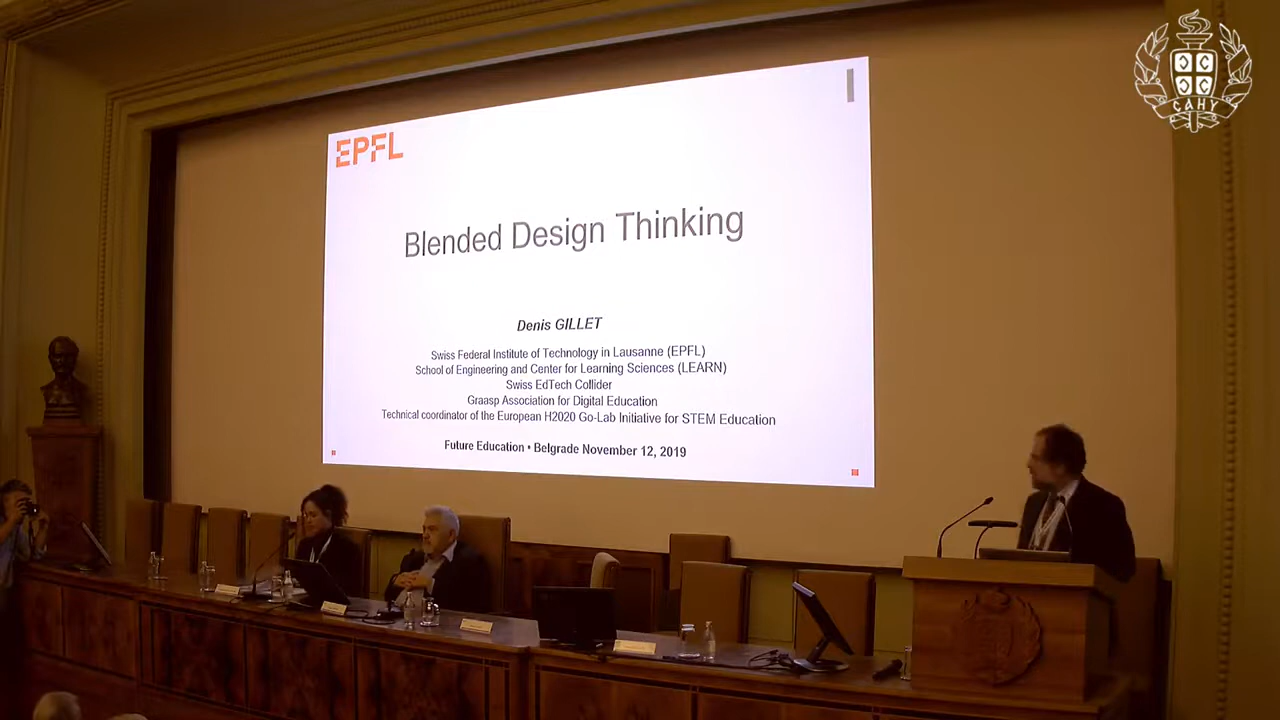 EPFL
Blended Design Thinking
Denis GILLET
Swiss Federal Institute of Technology in Lausanne (EPFL)
School of Engineering and Center for Learning Sciences (LEARN)
Swiss EdTech Collider
Graasp Association for Digital Education
Technical coordinator of the European H2020 Go-Lab Initiative for STEM Education
Future Education • Belgrade November 12, 2019
САНУ